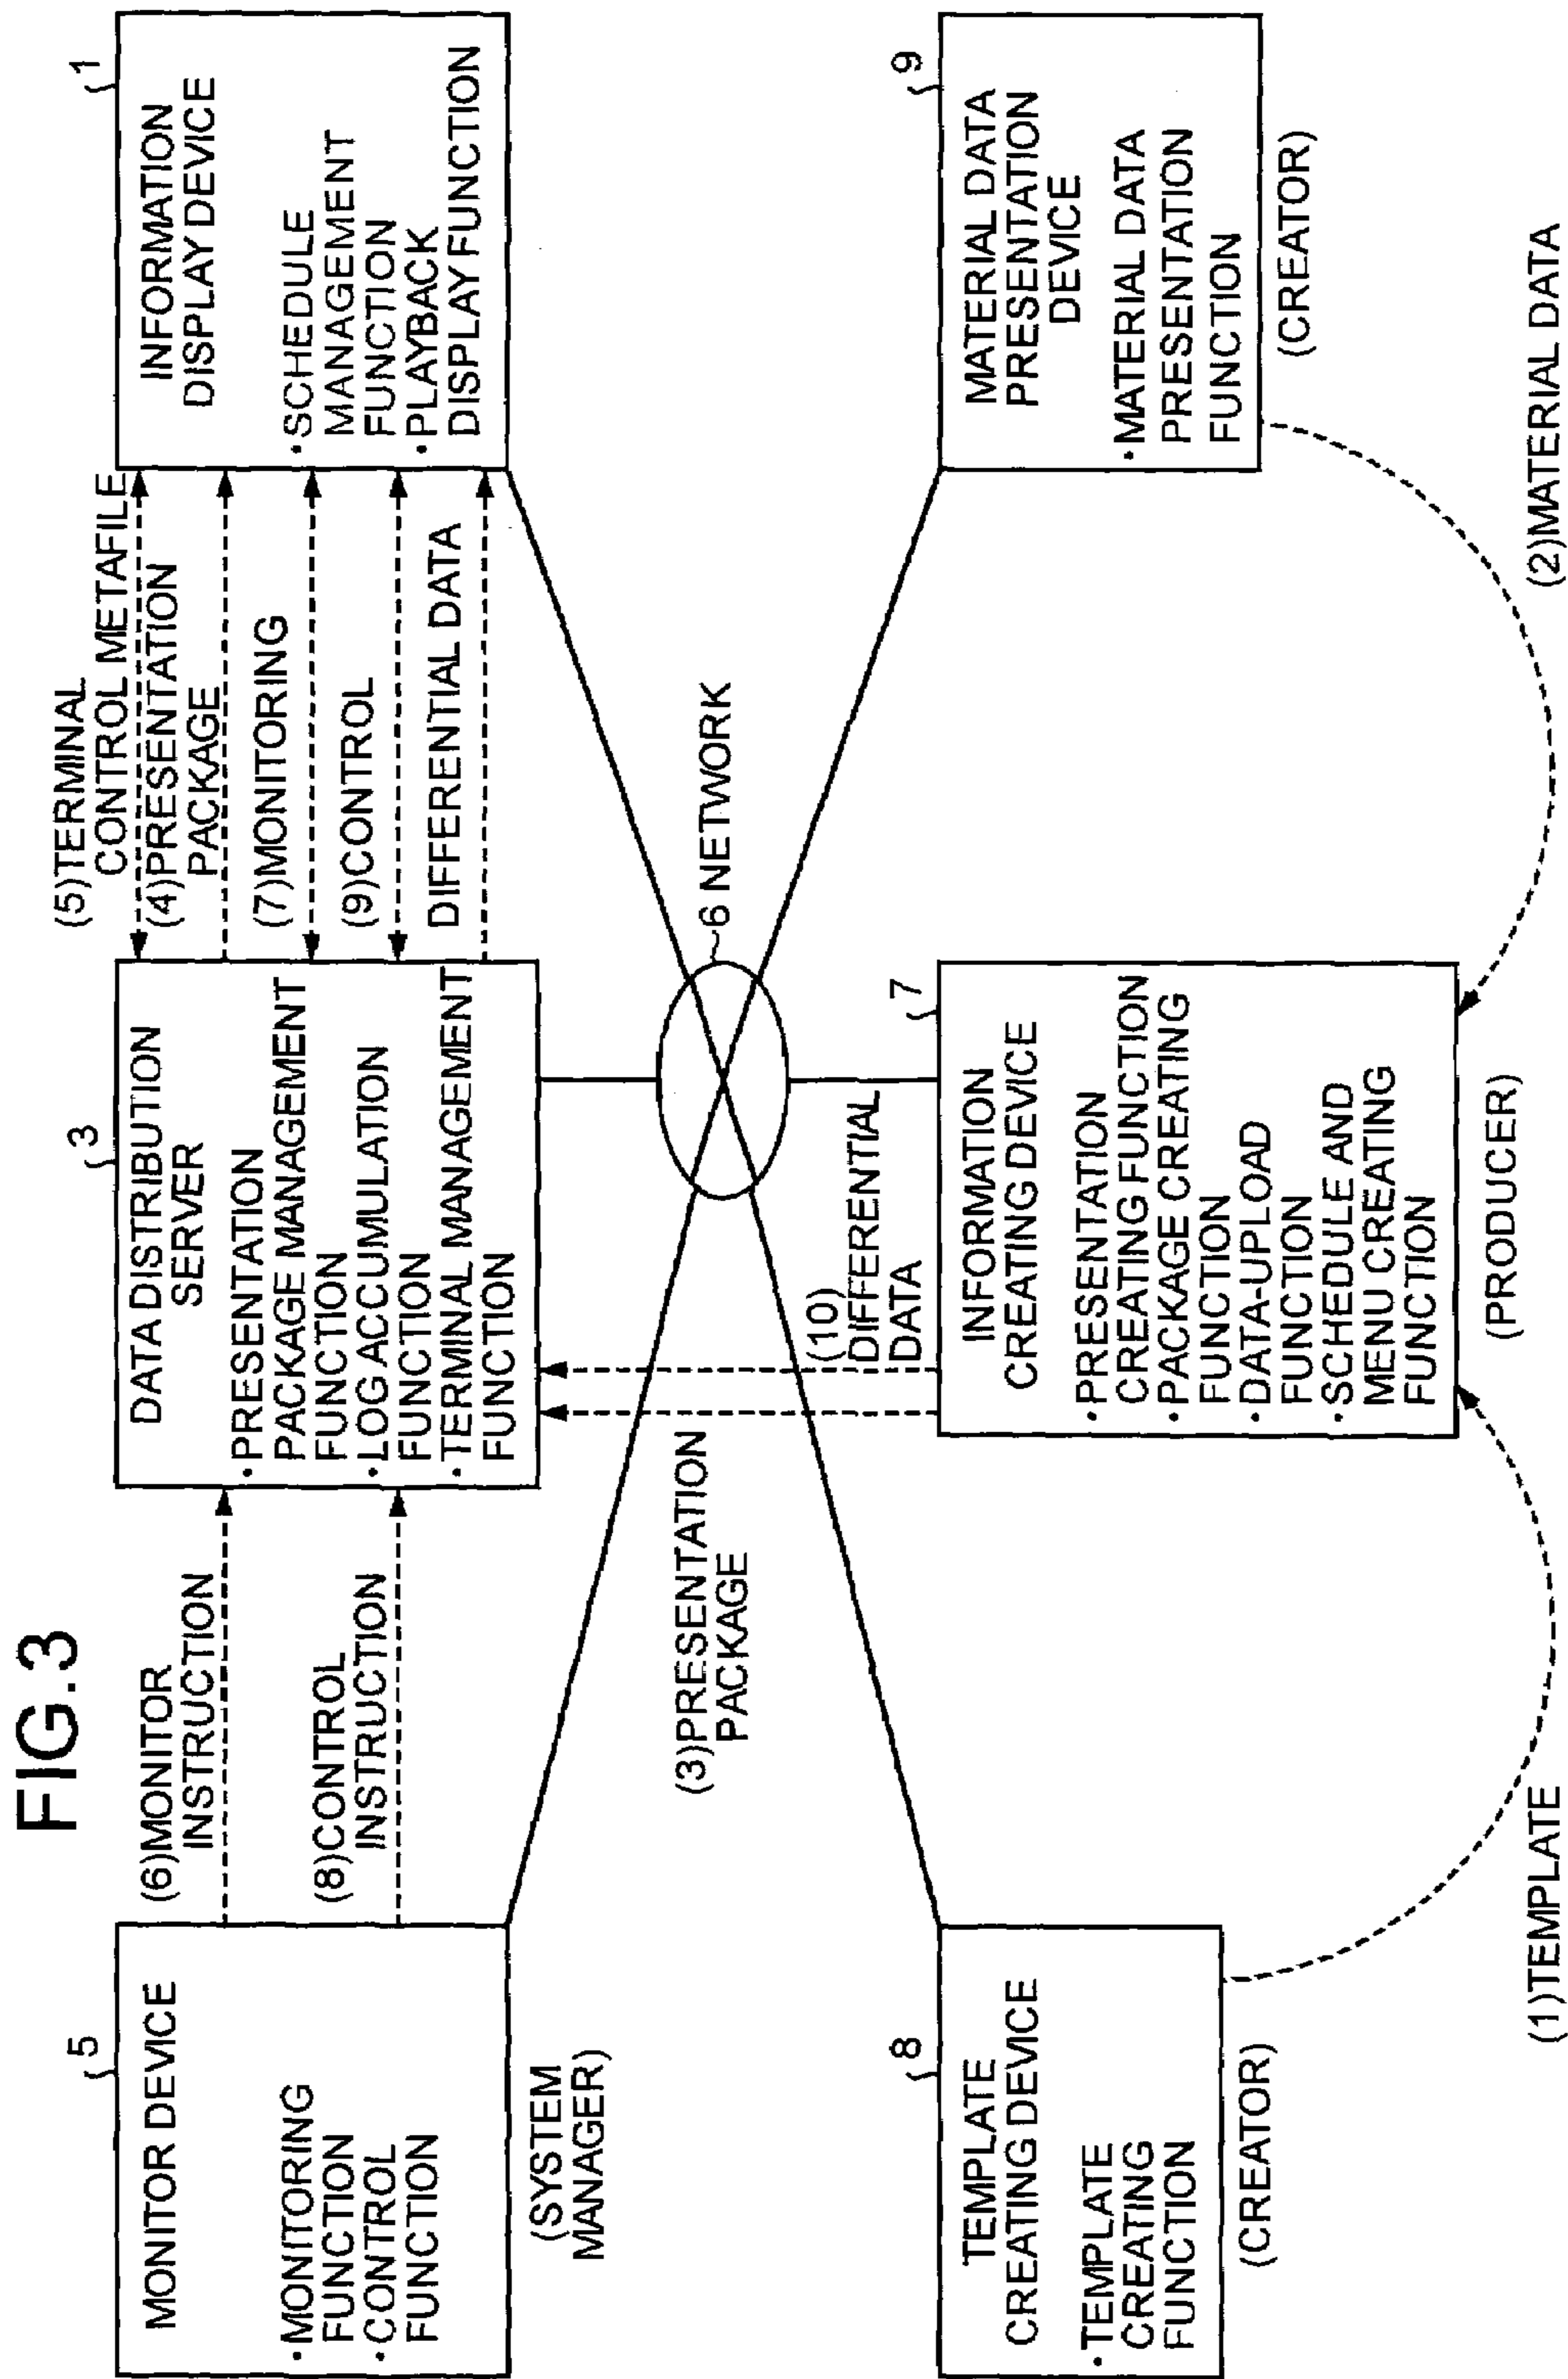 FIG.3
5
MONITOR DEVICE
• MONITORING
FUNCTION
• CONTROL
FUNCTION
(SYSTEM
MANAGER)
(6)MONITOR
INSTRUCTION
(8)CONTROL
INSTRUCTION
3
DATA DISTRIBUTION
SERVER
• PRESENTATION
PACKAGE MANAGEMENT
FUNCTION
• LOG ACCUMULATION
FUNCTION
• TERMINAL MANAGEMENT
FUNCTION
(5)TERMINAL
CONTROL METAFILE
(4)PRESENTATION
PACKAGE
(7)MONITORING
(9)CONTROL
DIFFERENTIAL DATA
1
INFORMATION
DISPLAY DEVICE
• SCHEDULE
MANAGEMENT
FUNCTION
• PLAYBACK
DISPLAY FUNCTION
6 NETWORK
(3)PRESENTATION
PACKAGE
(10)
DIFFERENTIAL
DATA
8
TEMPLATE
CREATING DEVICE
• TEMPLATE
CREATING
FUNCTION
(CREATOR)
7
INFORMATION
CREATING DEVICE
• PRESENTATION
CREATING FUNCTION
• PACKAGE CREATING
FUNCTION
• DATA-UPLOAD
FUNCTION
• SCHEDULE AND
MENU CREATING
FUNCTION
(PRODUCER)
9
MATERIAL DATA
PRESENTATION
DEVICE
• MATERIAL DATA
PRESENTATION
FUNCTION
(CREATOR)
(1)TEMPLATE
(2)MATERIAL DATA